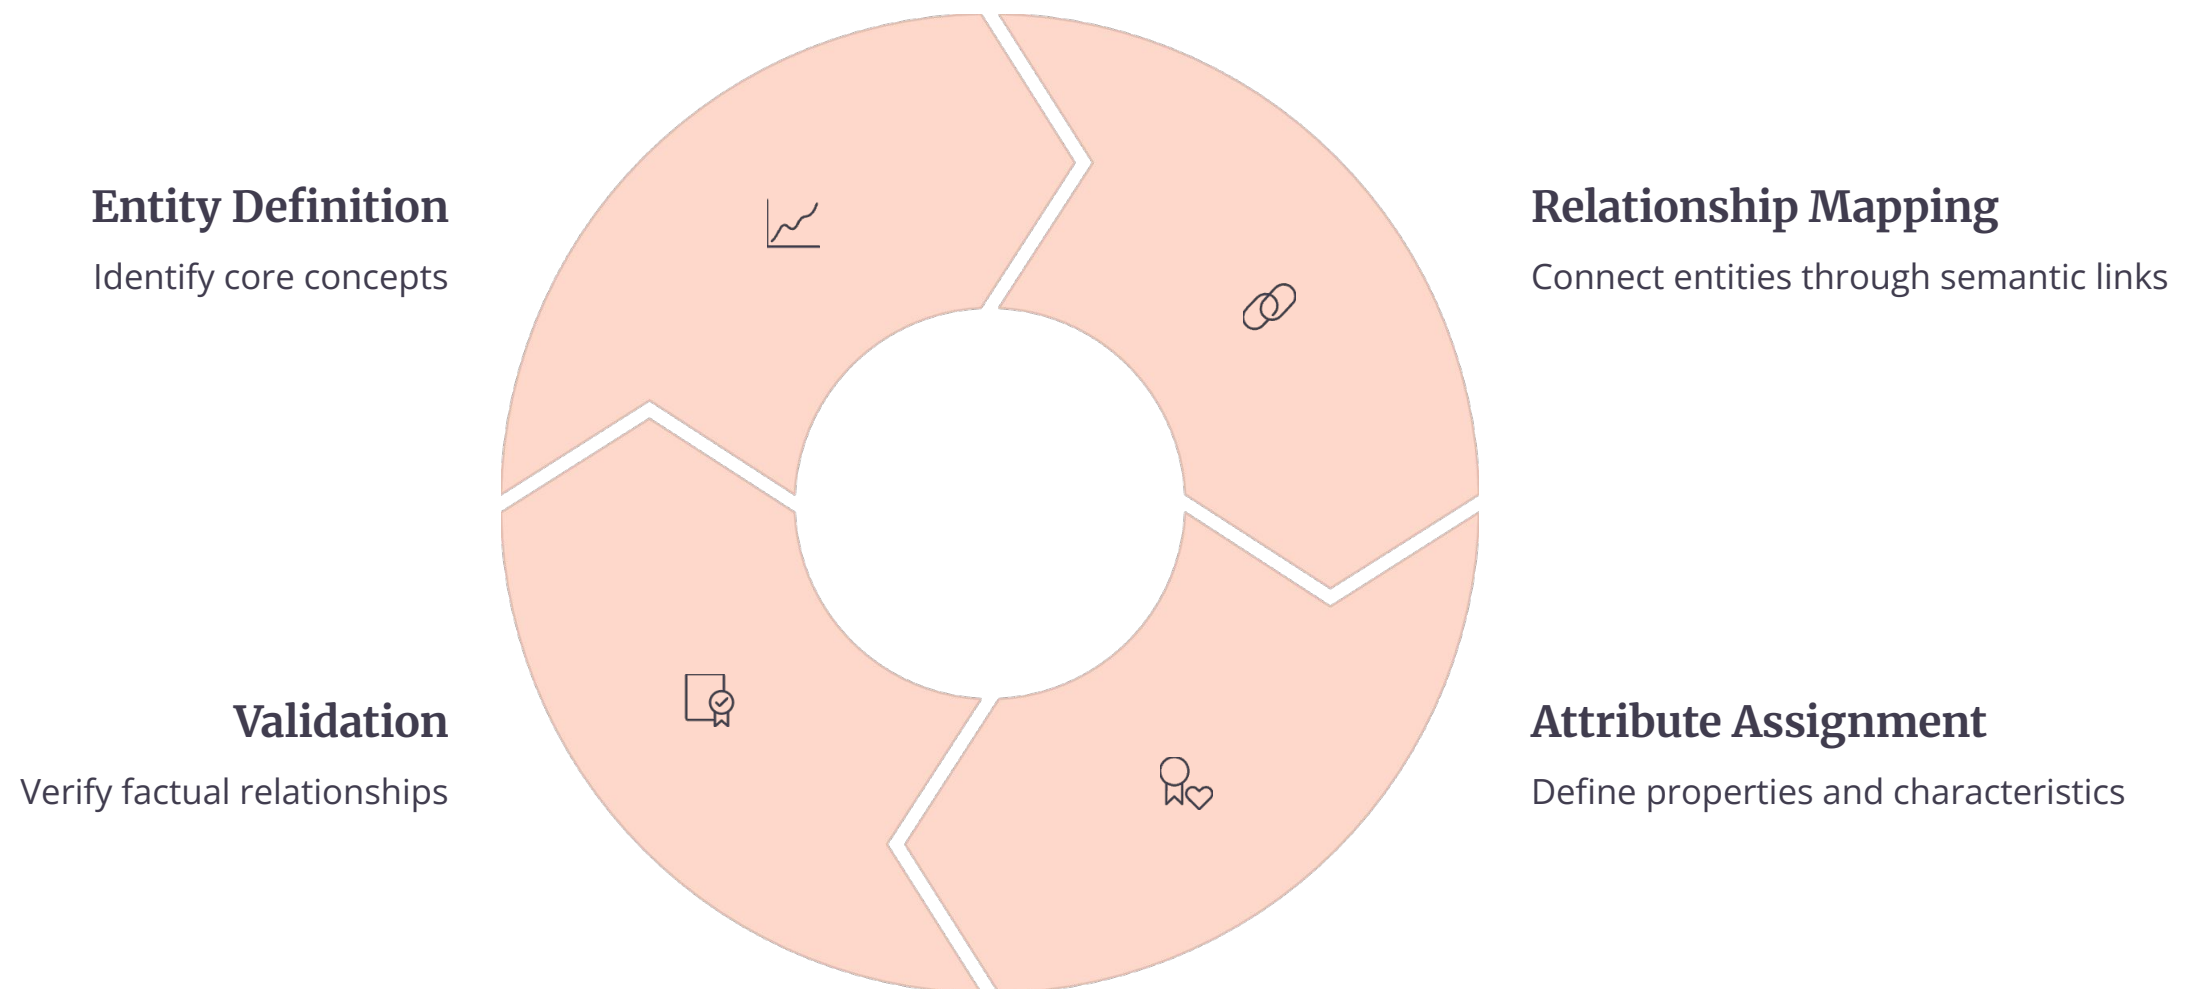 Entity Definition
Identify core concepts
Relationship Mapping
Connect entities through semantic links
Validation
Verify factual relationships
Attribute Assignment
Define properties and characteristics